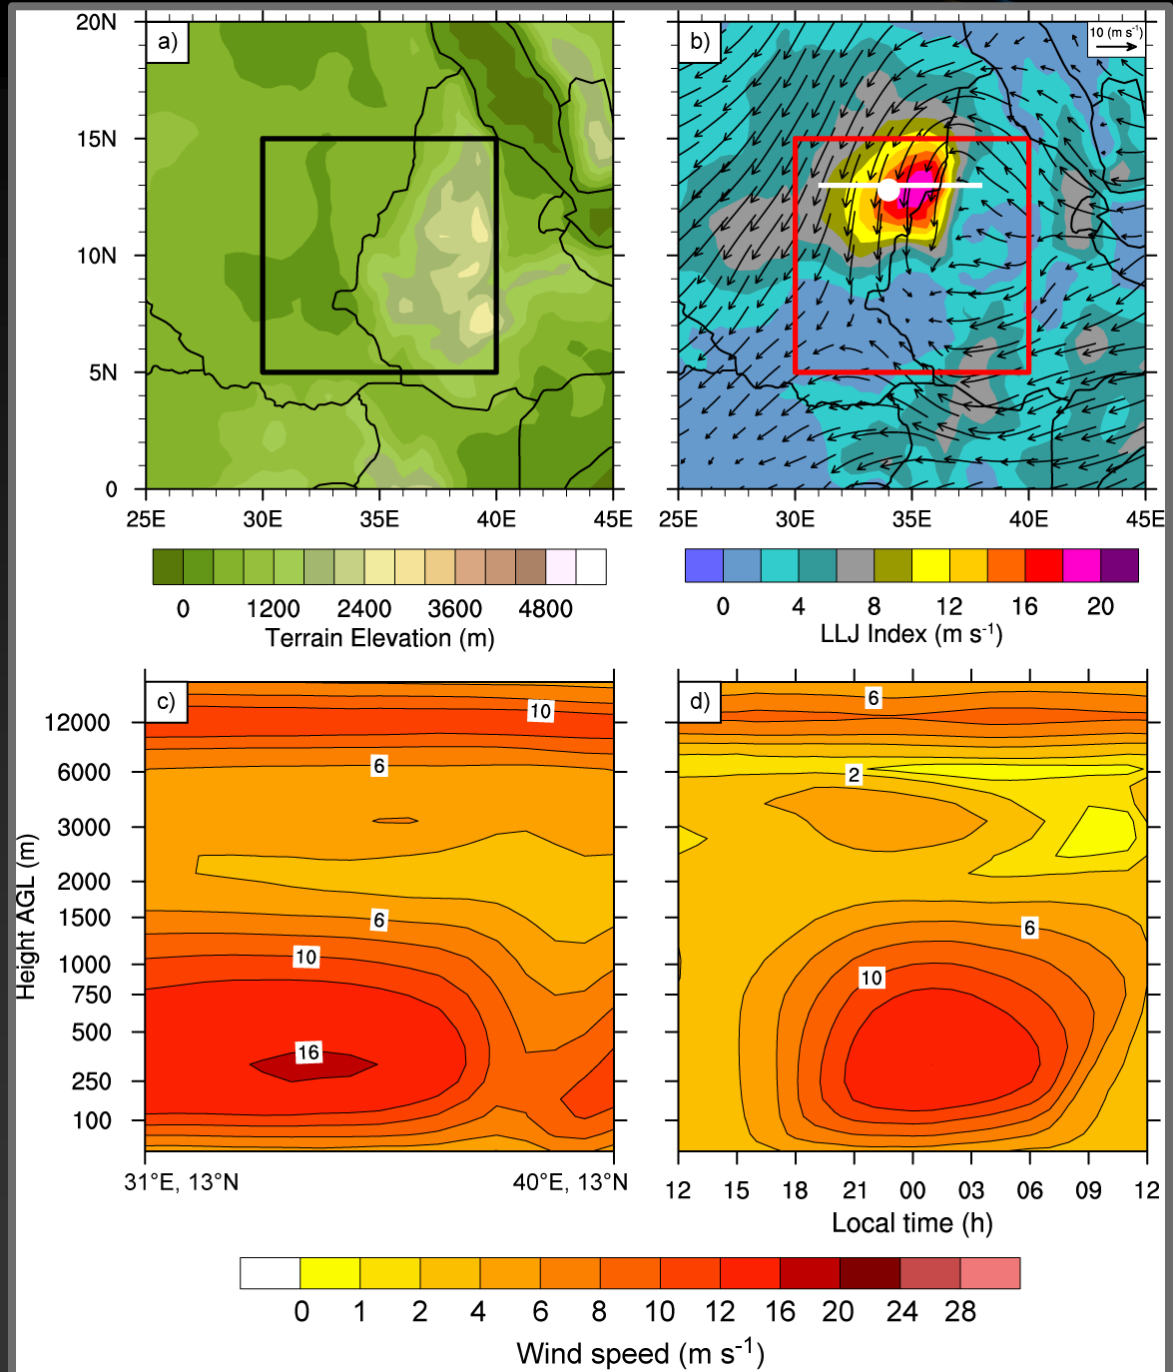 20N
15N
10N
5N
0
a)
25E 30E 35E 40E 45E
b)
10 (m s⁻¹)
25E 30E 35E 40E 45E
0 1200 2400 3600 4800
Terrain Elevation (m)
0 4 8 12 16 20
LLJ Index (m s⁻¹)
Height AGL (m)
12000
6000
3000
2000
1500
1000
750
500
250
100
c)
10
6
6
10
16
31°E, 13°N 40°E, 13°N
d)
6
2
6
10
12 15 18 21 00 03 06 09 12
Local time (h)
0 1 2 4 6 8 10 12 16 20 24 28
Wind speed (m s⁻¹)